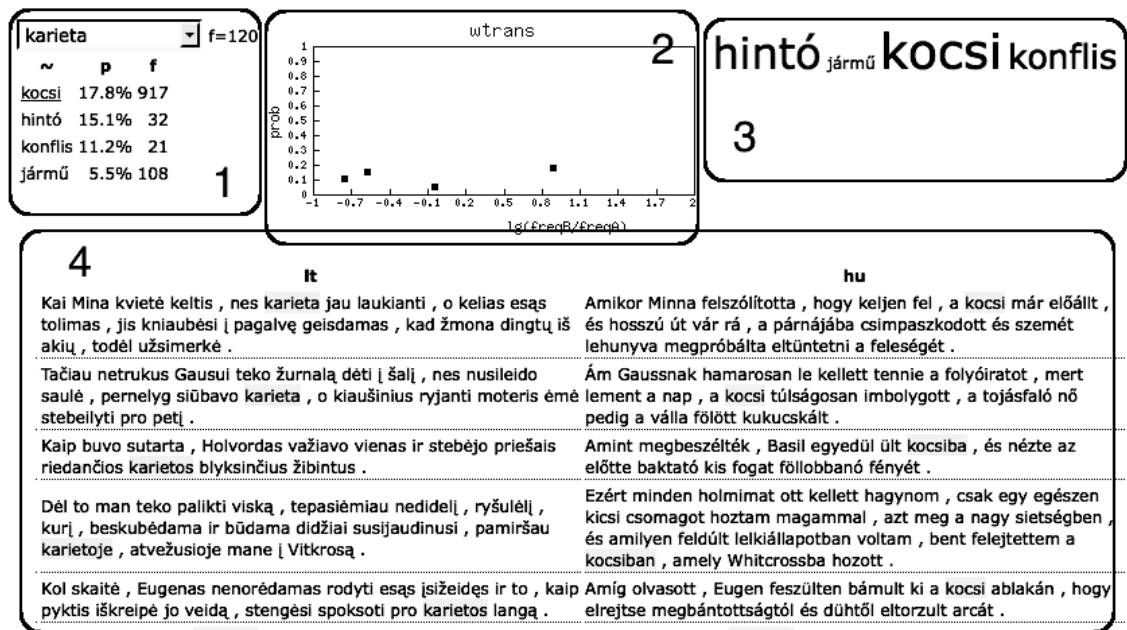 karieta f=120
~ p f
kocsi 17.8% 917
hintó 15.1% 32
konflis 11.2% 21
jármű 5.5% 108
1
wtrans
2
prob
1
0.9
0.8
0.7
0.6
0.5
0.4
0.3
0.2
0.1
0
-1 -0.7 -0.4 -0.1 0.2 0.5 0.8 1.1 1.4 1.7 2
lg(freqB/freqA)
hintó jármű kocsi konflis
3
4
lt
Kai Mina kvietė keltis , nes karieta jau laukianti , o kelias esąs
tolimas , jis kniaubėsi į pagalvę geisdamas , kad žmona dingtų iš
akių , todėl užsimerkė .
hu
Amikor Minna felszólította , hogy keljen fel , a kocsi már előállt ,
és hosszú út vár rá , a párnájába csimpaszkodott és szemét
lehunyva megpróbálta eltüntetni a feleségét .
Tačiau netrukus Gausui teko žurnalą dėti į šalį , nes nusileido
saulė , pernelyg siūbavo karieta , o kiaušinius ryjanti moteris ėmė
stebeilyti pro petį .
Ám Gaussnak hamarosan le kellett tennie a folyóiratot , mert
lement a nap , a kocsi túlságosan imbolygott , a tojásfaló nő
pedig a válla fölött kukucskált .
Kaip buvo sutarta , Holvordas važiavo vienas ir stebėjo priešais
riedančios karietos blyksinčius žibintus .
Amint megbeszélték , Basil egyedül ült kocsiba , és nézte az
előtte baktató kis fogat föllobbanó fényét .
Dėl to man teko palikti viską , tepasiėmiau nedidelį , ryšulėlį ,
kurį , beskubėdama ir būdama didžiai susijaudinusi , pamiršau
karietoje , atvežusioje mane į Vitkrosą .
Ezért minden holmimat ott kellett hagynom , csak egy egészen
kicsi csomagot hoztam magammal , azt meg a nagy sietségben ,
és amilyen feldúlt lelkiállapotban voltam , bent felejtettem a
kocsiban , amely Whitcrossba hozott .
Kol skaitė , Eugenas nenorėdamas rodyti esąs įsižeidęs ir to , kaip
pyktis iškreipė jo veidą , stengėsi spoksoti pro karietos langą .
Amíg olvasott , Eugen feszülten bámult ki a kocsi ablakán , hogy
elrejtse megbántottságtól és dühtől eltorzult arcát .